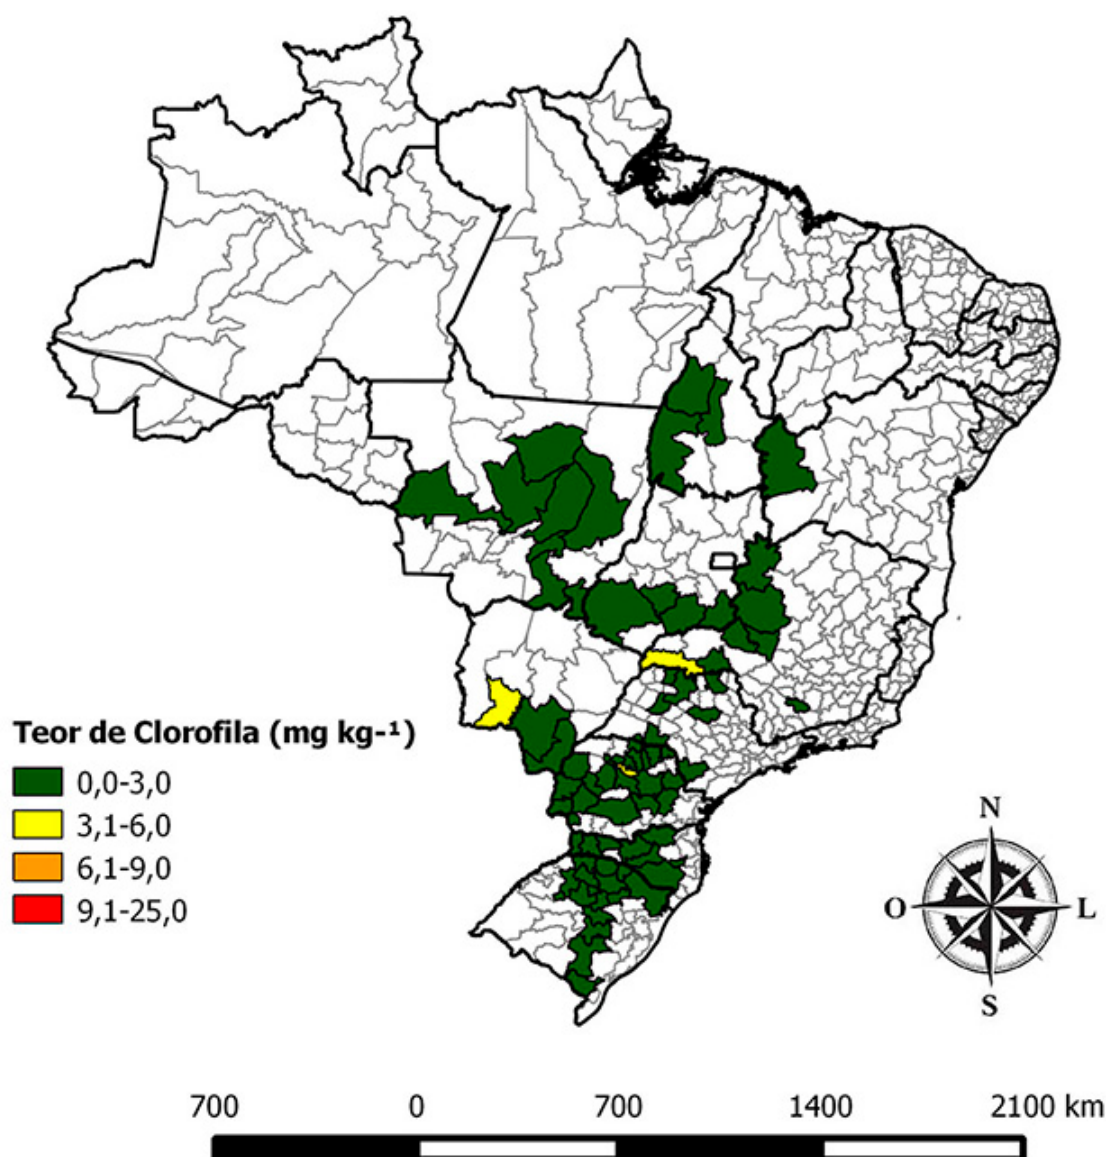 Teor de Clorofila (mg kg-¹)
0,0-3,0
3,1-6,0
6,1-9,0
9,1-25,0
N
O
L
S
700 0 700 1400 2100 km